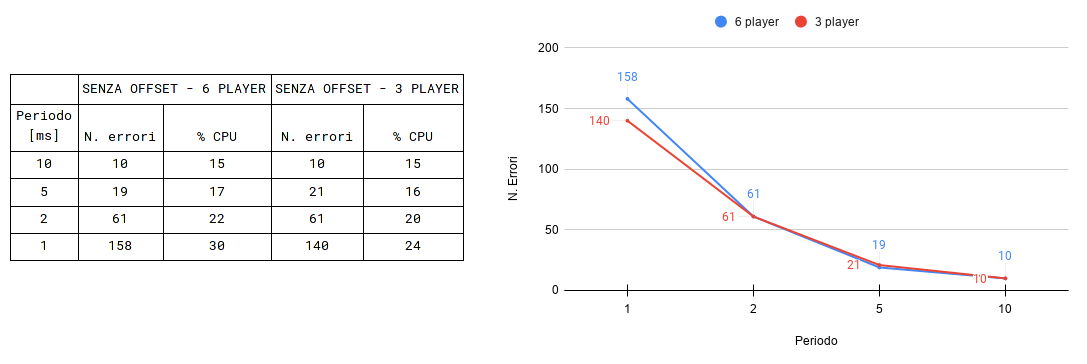 SENZA OFFSET - 6 PLAYER SENZA OFFSET - 3 PLAYER
Periodo
[ms] N. errori % CPU N. errori % CPU
10 10 15 10 15
5 19 17 21 16
2 61 22 61 20
1 158 30 140 24
6 player 3 player
200
158
150
140
100
N. Errori
61
61
50
19
10
21
10
0
1 2 5 10
Periodo